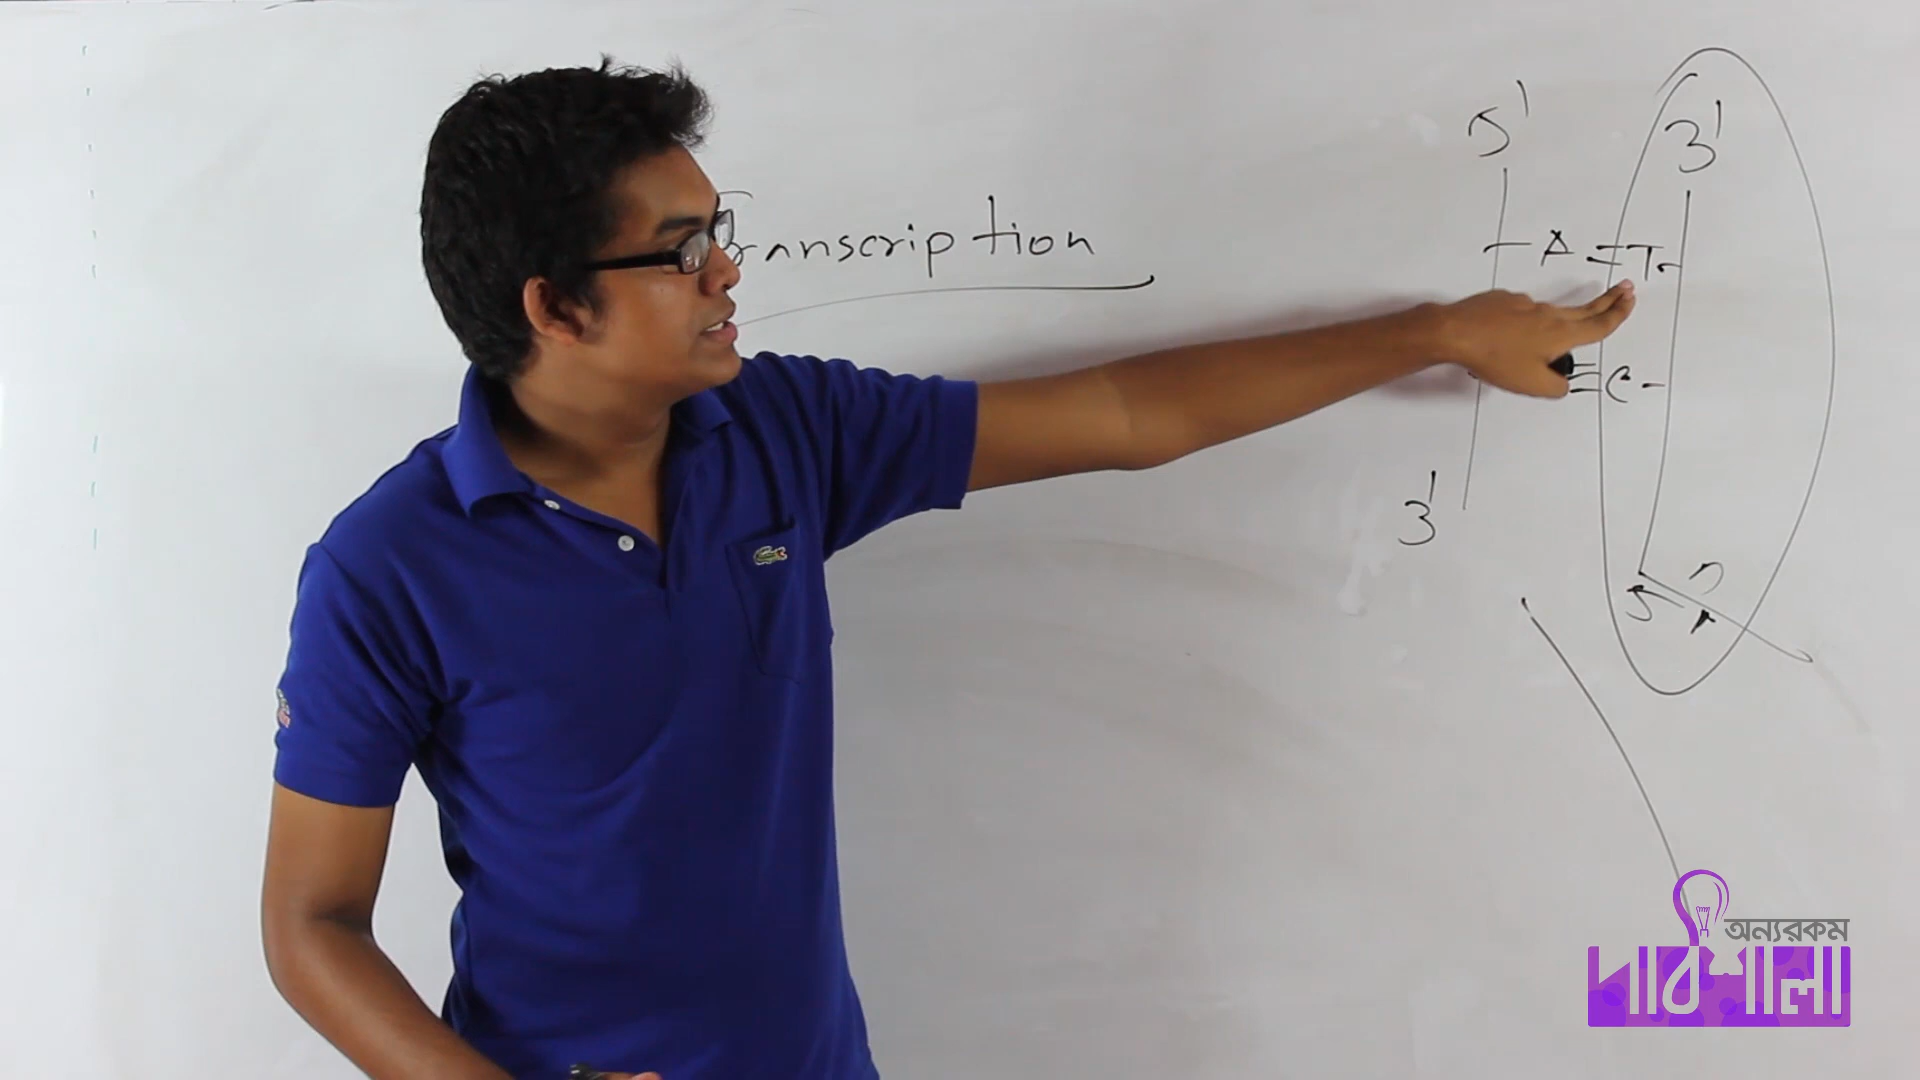 Transcription
5' 3'
A = T
≡ C
3'
5'
অন্যরকম
পাঠশালা